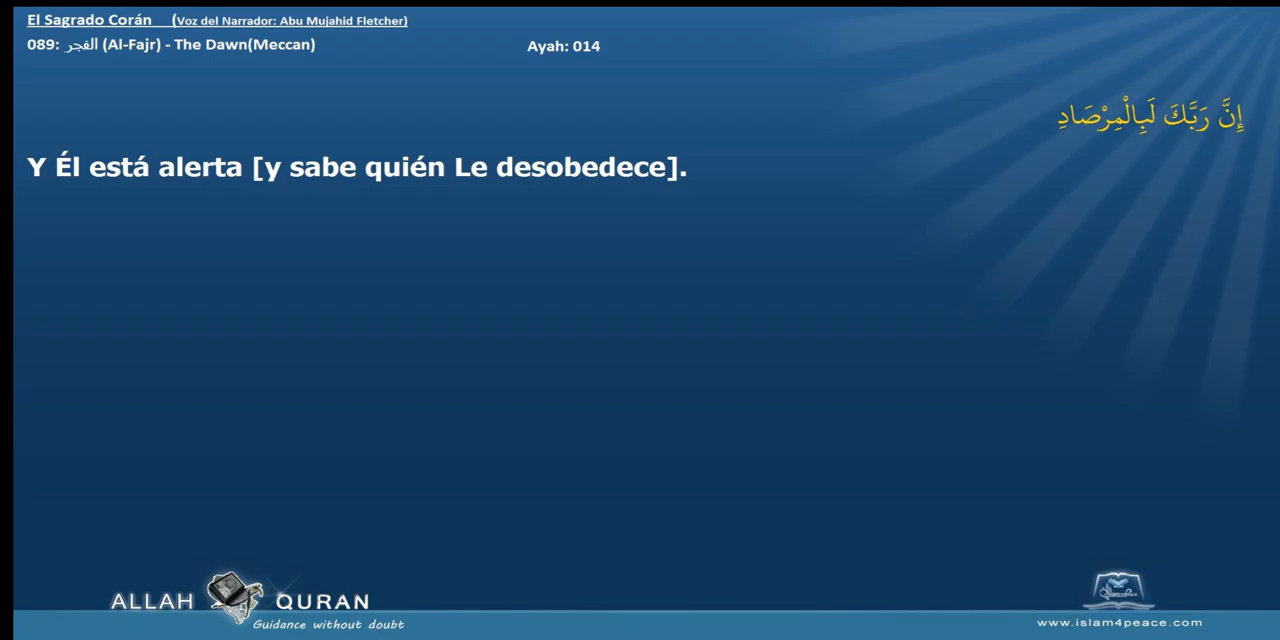 El Sagrado Corán (Voz del Narrador: Abu Mujahid Fletcher)
089: الفجر (Al-Fajr) - The Dawn(Meccan) Ayah: 014
إِنَّ رَبَّكَ لَبِالْمِرْصَادِ
Y Él está alerta [y sabe quién Le desobedece].
ALLAH QURAN
Guidance without doubt
www.islam4peace.com